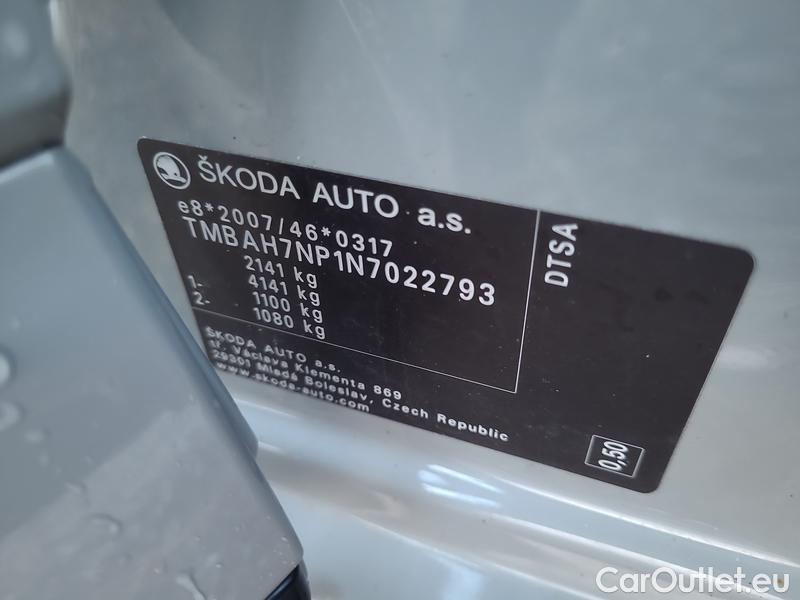 ŠKODA AUTO a.s.
e8*2007/46*0317
TMBAH7NP1N7022793
2141 kg
1- 4141 kg
2- 1100 kg
1080 kg
ŠKODA AUTO a.s.
tř. Václava Klementa 869
29301 Mladá Boleslav, Czech Republic
www.skoda-auto.com
DTSA
0,50
CarOutlet.eu